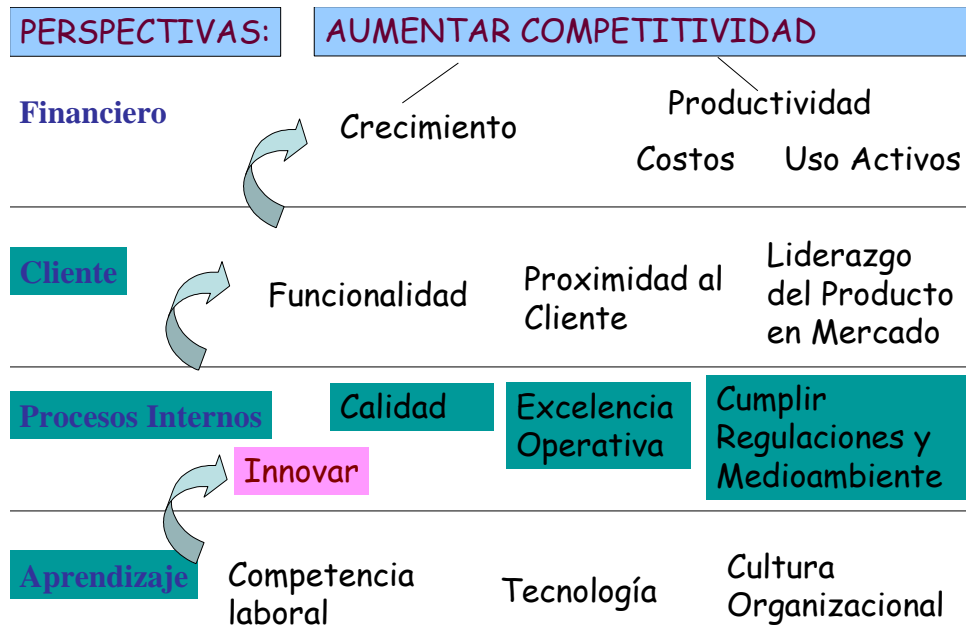 PERSPECTIVAS:
AUMENTAR COMPETITIVIDAD
Financiero
Crecimiento
Productividad
Costos
Uso Activos
Cliente
Funcionalidad
Proximidad al
Cliente
Liderazgo
del Producto
en Mercado
Procesos Internos
Innovar
Calidad
Excelencia
Operativa
Cumplir
Regulaciones y
Medioambiente
Aprendizaje
Competencia
laboral
Tecnología
Cultura
Organizacional